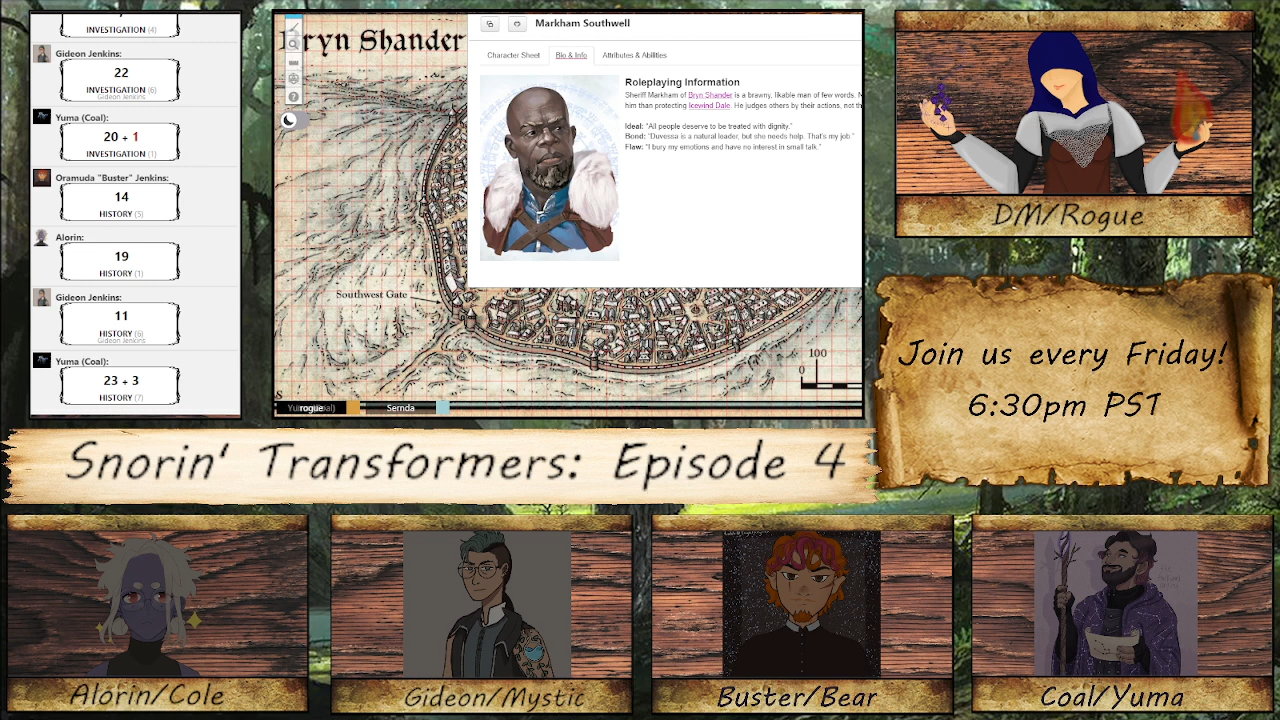 INVESTIGATION (4)
Gideon Jenkins:
22
INVESTIGATION (6)
Gideon Jenkins
Yuma (Coal):
20 + 1
INVESTIGATION (1)
Oramuda "Buster" Jenkins:
14
HISTORY (5)
Alorin:
19
HISTORY (1)
Gideon Jenkins:
11
HISTORY (6)
Gideon Jenkins
Yuma (Coal):
23 + 3
HISTORY (7)
Bryn Shander
Southwest Gate
100
0
rogue
Sernda
Markham Southwell
Character Sheet Bio & Info Attributes & Abilities
Roleplaying Information
Sheriff Markham of Bryn Shander is a brawny, likable man of few words. N
him than protecting Icewind Dale. He judges others by their actions, not th
Ideal: "All people deserve to be treated with dignity."
Bond: "Duvessa is a natural leader, but she needs help. That's my job."
Flaw: "I bury my emotions and have no interest in small talk."
DM/Rogue
Join us every Friday!
6:30pm PST
Snorin' Transformers: Episode 4
Alorin/Cole
Gideon/Mystic
Buster/Bear
Coal/Yuma